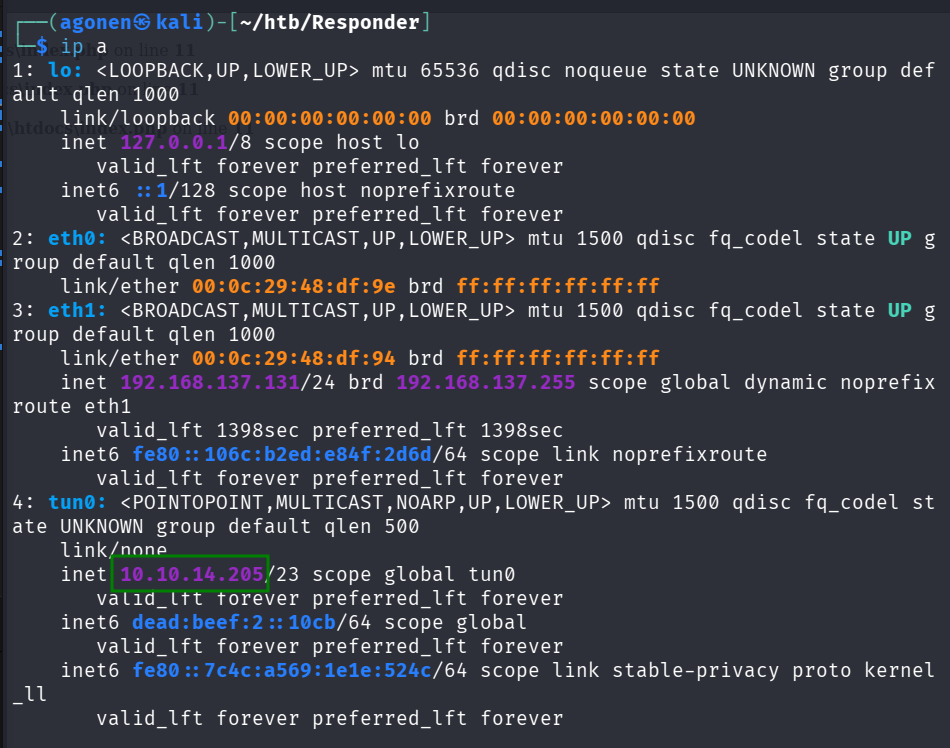 ┌──(agonen㉿kali)-[~/htb/Responder]
└─$ ip a
1: lo: <LOOPBACK,UP,LOWER_UP> mtu 65536 qdisc noqueue state UNKNOWN group def
ault qlen 1000
    link/loopback 00:00:00:00:00:00 brd 00:00:00:00:00:00
    inet 127.0.0.1/8 scope host lo
       valid_lft forever preferred_lft forever
    inet6 ::1/128 scope host noprefixroute
       valid_lft forever preferred_lft forever
2: eth0: <BROADCAST,MULTICAST,UP,LOWER_UP> mtu 1500 qdisc fq_codel state UP g
roup default qlen 1000
    link/ether 00:0c:29:48:df:9e brd ff:ff:ff:ff:ff:ff
3: eth1: <BROADCAST,MULTICAST,UP,LOWER_UP> mtu 1500 qdisc fq_codel state UP g
roup default qlen 1000
    link/ether 00:0c:29:48:df:94 brd ff:ff:ff:ff:ff:ff
    inet 192.168.137.131/24 brd 192.168.137.255 scope global dynamic noprefix
route eth1
       valid_lft 1398sec preferred_lft 1398sec
    inet6 fe80::106c:b2ed:e84f:2d6d/64 scope link noprefixroute
       valid_lft forever preferred_lft forever
4: tun0: <POINTOPOINT,MULTICAST,NOARP,UP,LOWER_UP> mtu 1500 qdisc fq_codel st
ate UNKNOWN group default qlen 500
    link/none
    inet 10.10.14.205/23 scope global tun0
       valid_lft forever preferred_lft forever
    inet6 dead:beef:2::10cb/64 scope global
       valid_lft forever preferred_lft forever
    inet6 fe80::7c4c:a569:1e1e:524c/64 scope link stable-privacy proto kernel
_ll
       valid_lft forever preferred_lft forever